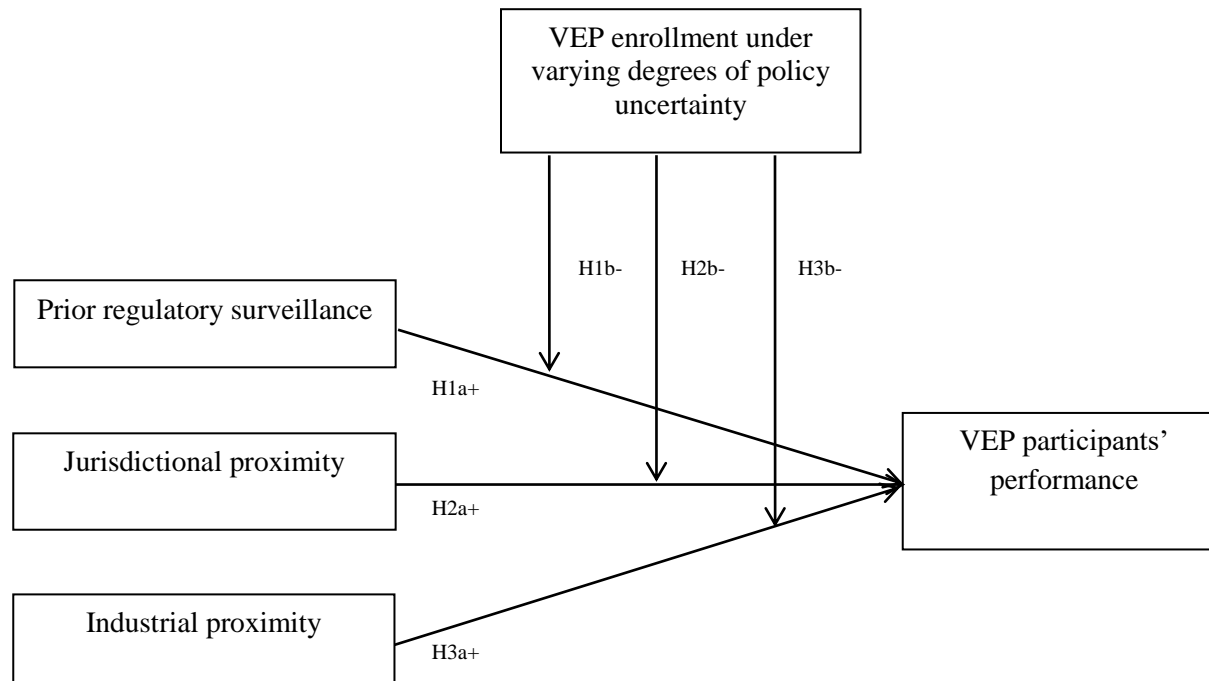 VEP enrollment under
varying degrees of policy
uncertainty
H1b-
H2b-
H3b-
Prior regulatory surveillance
H1a+
Jurisdictional proximity
H2a+
VEP participants’
performance
Industrial proximity
H3a+